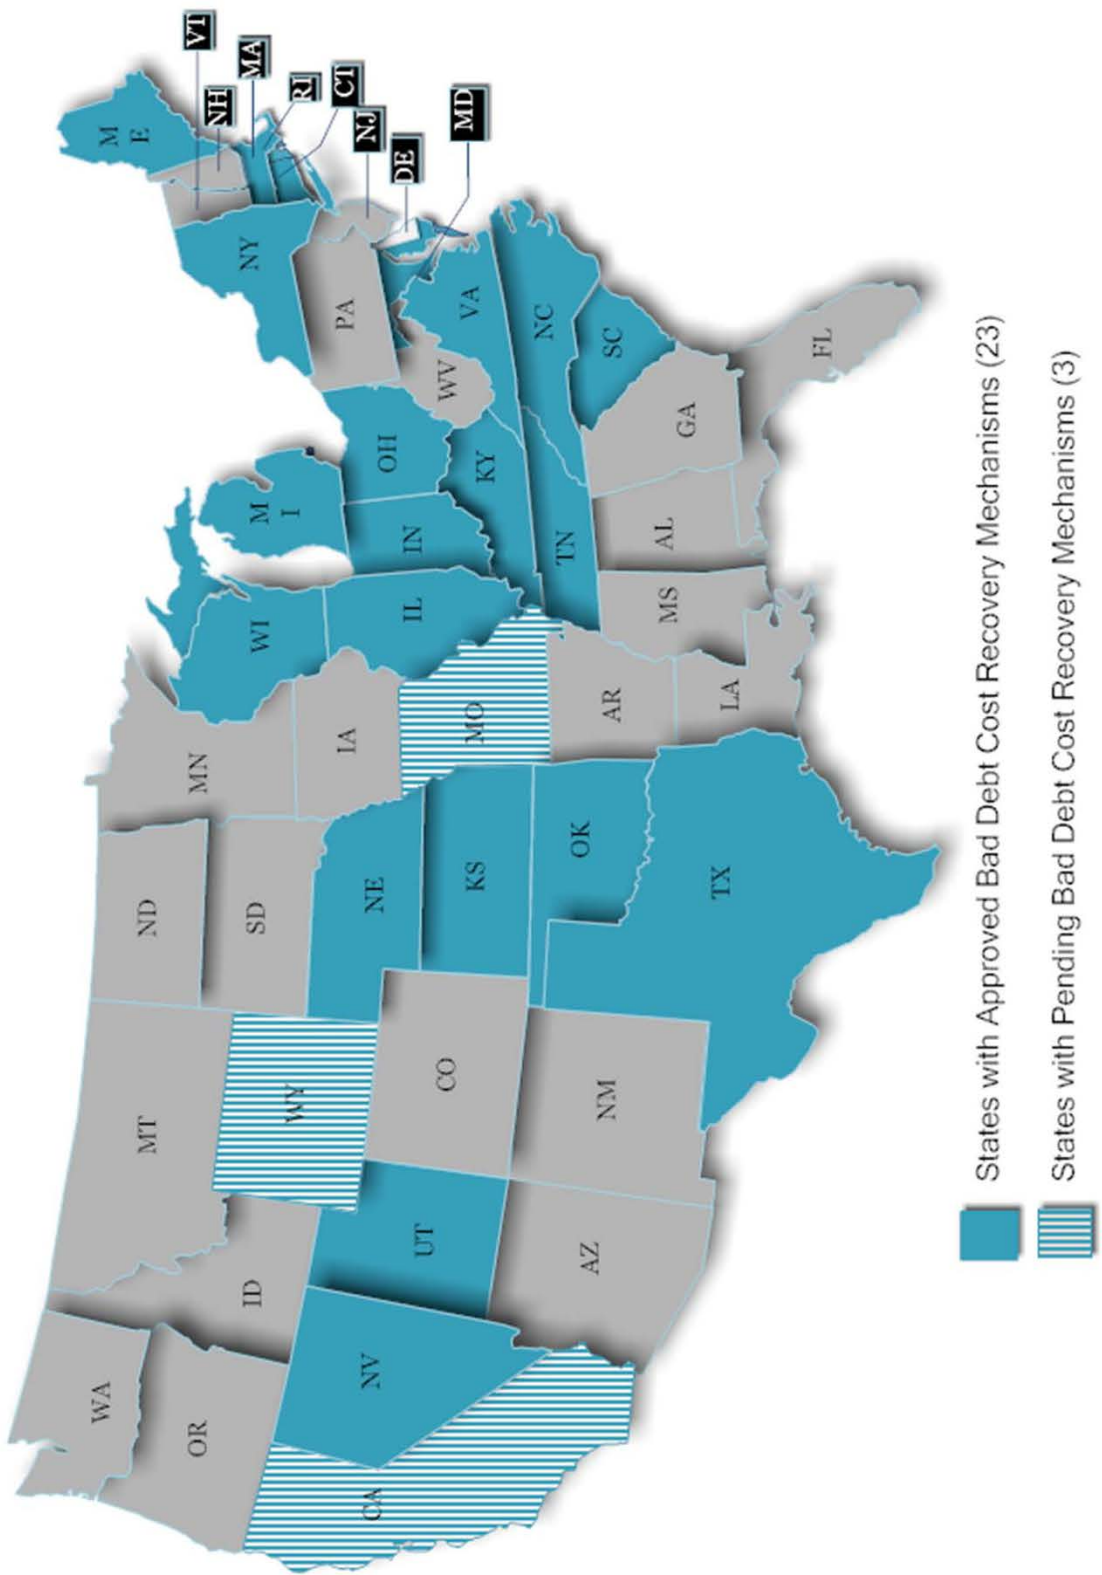 WA
OR
CA
NV
ID
MT
WY
UT
AZ
CO
NM
ND
SD
NE
KS
OK
TX
MN
IA
MO
AR
LA
WI
IL
M
I
IN
OH
KY
TN
MS
AL
GA
FL
SC
NC
VA
WV
PA
NY
M
E
VT
NH
MA
RI
CT
NJ
DE
MD
States with Approved Bad Debt Cost Recovery Mechanisms (23)
States with Pending Bad Debt Cost Recovery Mechanisms (3)